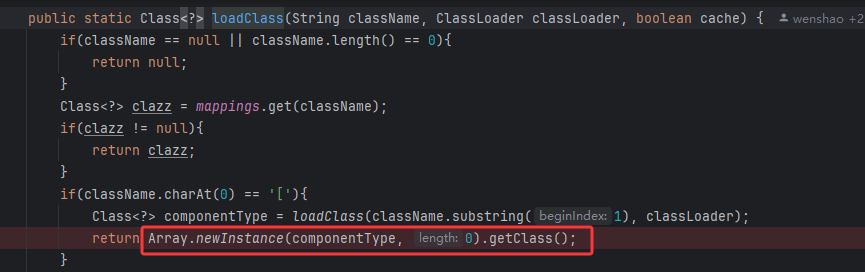 public static Class<?> loadClass(String className, ClassLoader classLoader, boolean cache) { wenshao +2
if(className == null || className.length() == 0){
return null;
}
Class<?> clazz = mappings.get(className);
if(clazz != null){
return clazz;
}
if(className.charAt(0) == '['){
Class<?> componentType = loadClass(className.substring( beginIndex: 1), classLoader);
return Array.newInstance(componentType, length: 0).getClass();
}